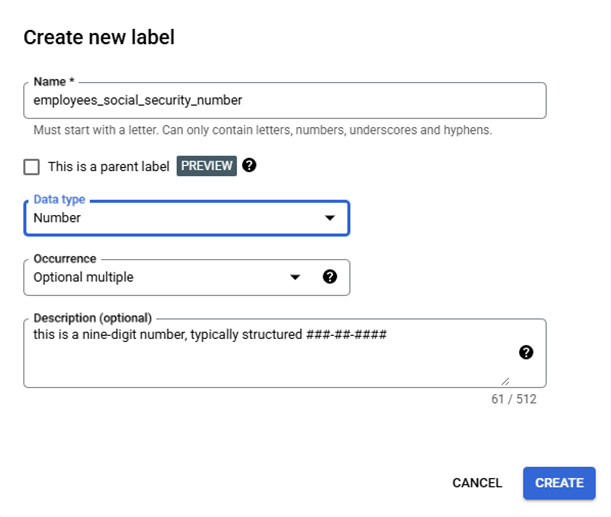 Create new label
Name *
employees_social_security_number
Must start with a letter. Can only contain letters, numbers, underscores and hyphens.
This is a parent label PREVIEW ?
Data type
Number
Occurrence
Optional multiple ?
Description (optional)
this is a nine-digit number, typically structured ###-##-####
?
61 / 512
CANCEL CREATE